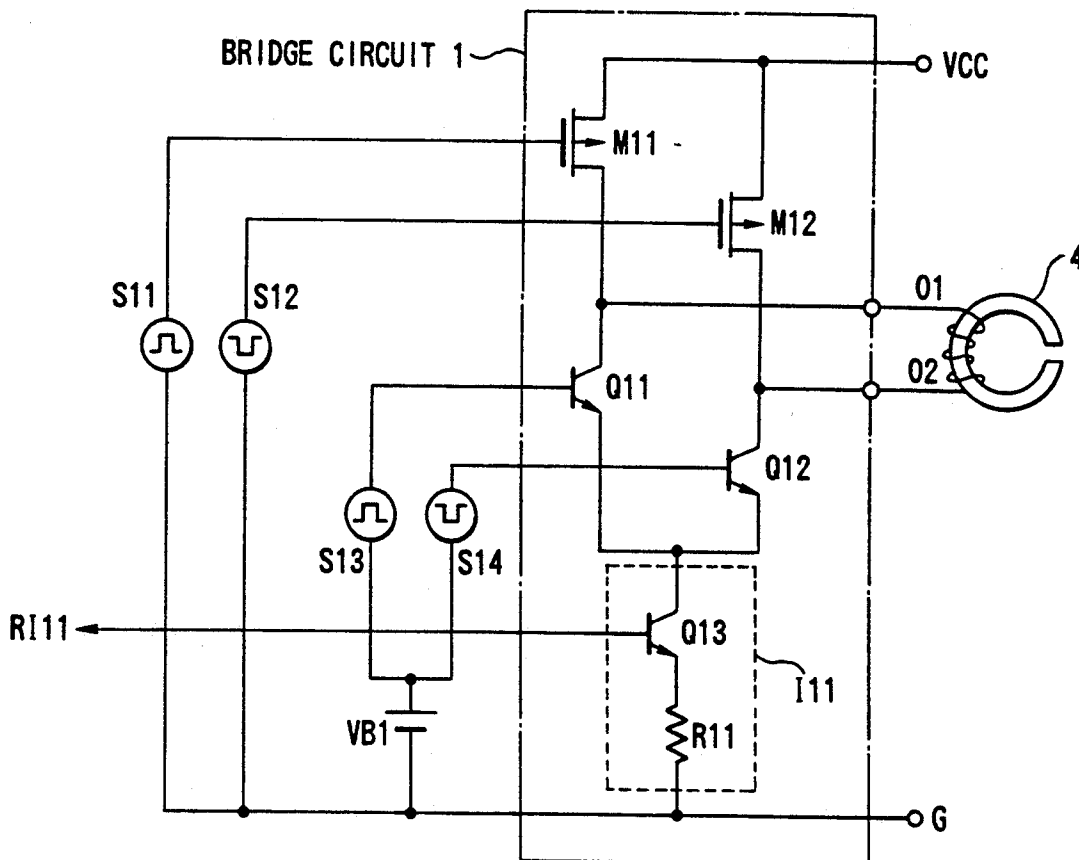 BRIDGE CIRCUIT 1
VCC
M11
M12
4
S11
S12
O1
O2
Q11
Q12
S13
S14
RI11
Q13
I11
VB1
R11
G